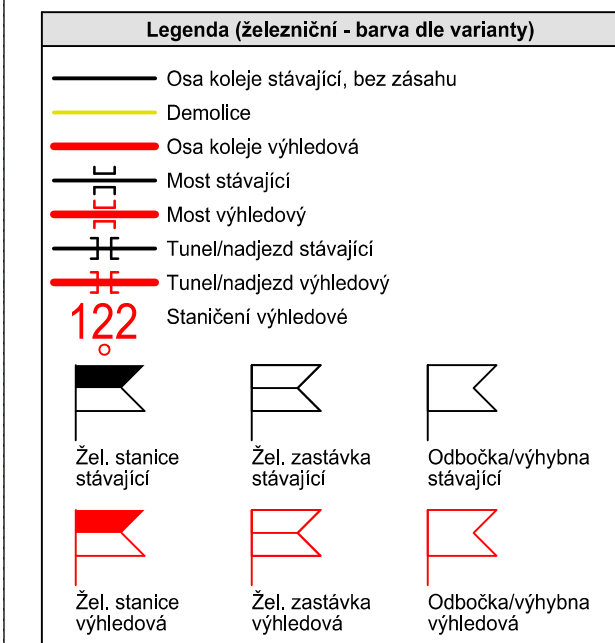 Legenda (železniční - barva dle varianty)
Osa koleje stávající, bez zásahu
Demolice
Osa koleje výhledová
Most stávající
Most výhledový
Tunel/nadjezd stávající
Tunel/nadjezd výhledový
122 Staničení výhledové
Žel. stanice
stávající
Žel. zastávka
stávající
Odbočka/výhybna
stávající
Žel. stanice
výhledová
Žel. zastávka
výhledová
Odbočka/výhybna
výhledová